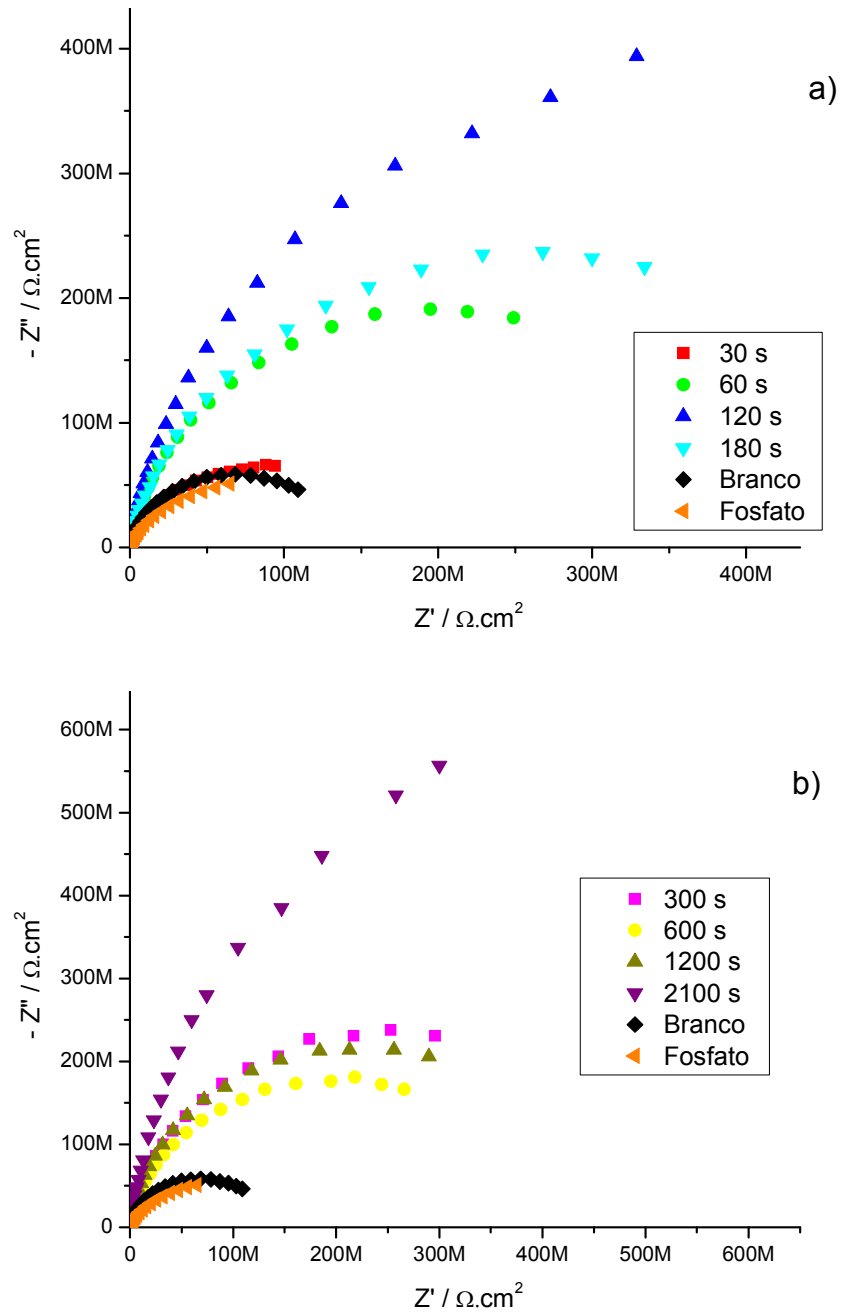 400M
a)
300M
- Z" / Ω.cm²
200M
30 s
60 s
120 s
100M
180 s
Branco
Fosfato
0
0
100M
200M
300M
400M
Z' / Ω.cm²
600M
b)
500M
400M
- Z" / Ω.cm²
300 s
600 s
300M
1200 s
2100 s
200M
Branco
Fosfato
100M
0
0
100M
200M
300M
400M
500M
600M
Z' / Ω.cm²